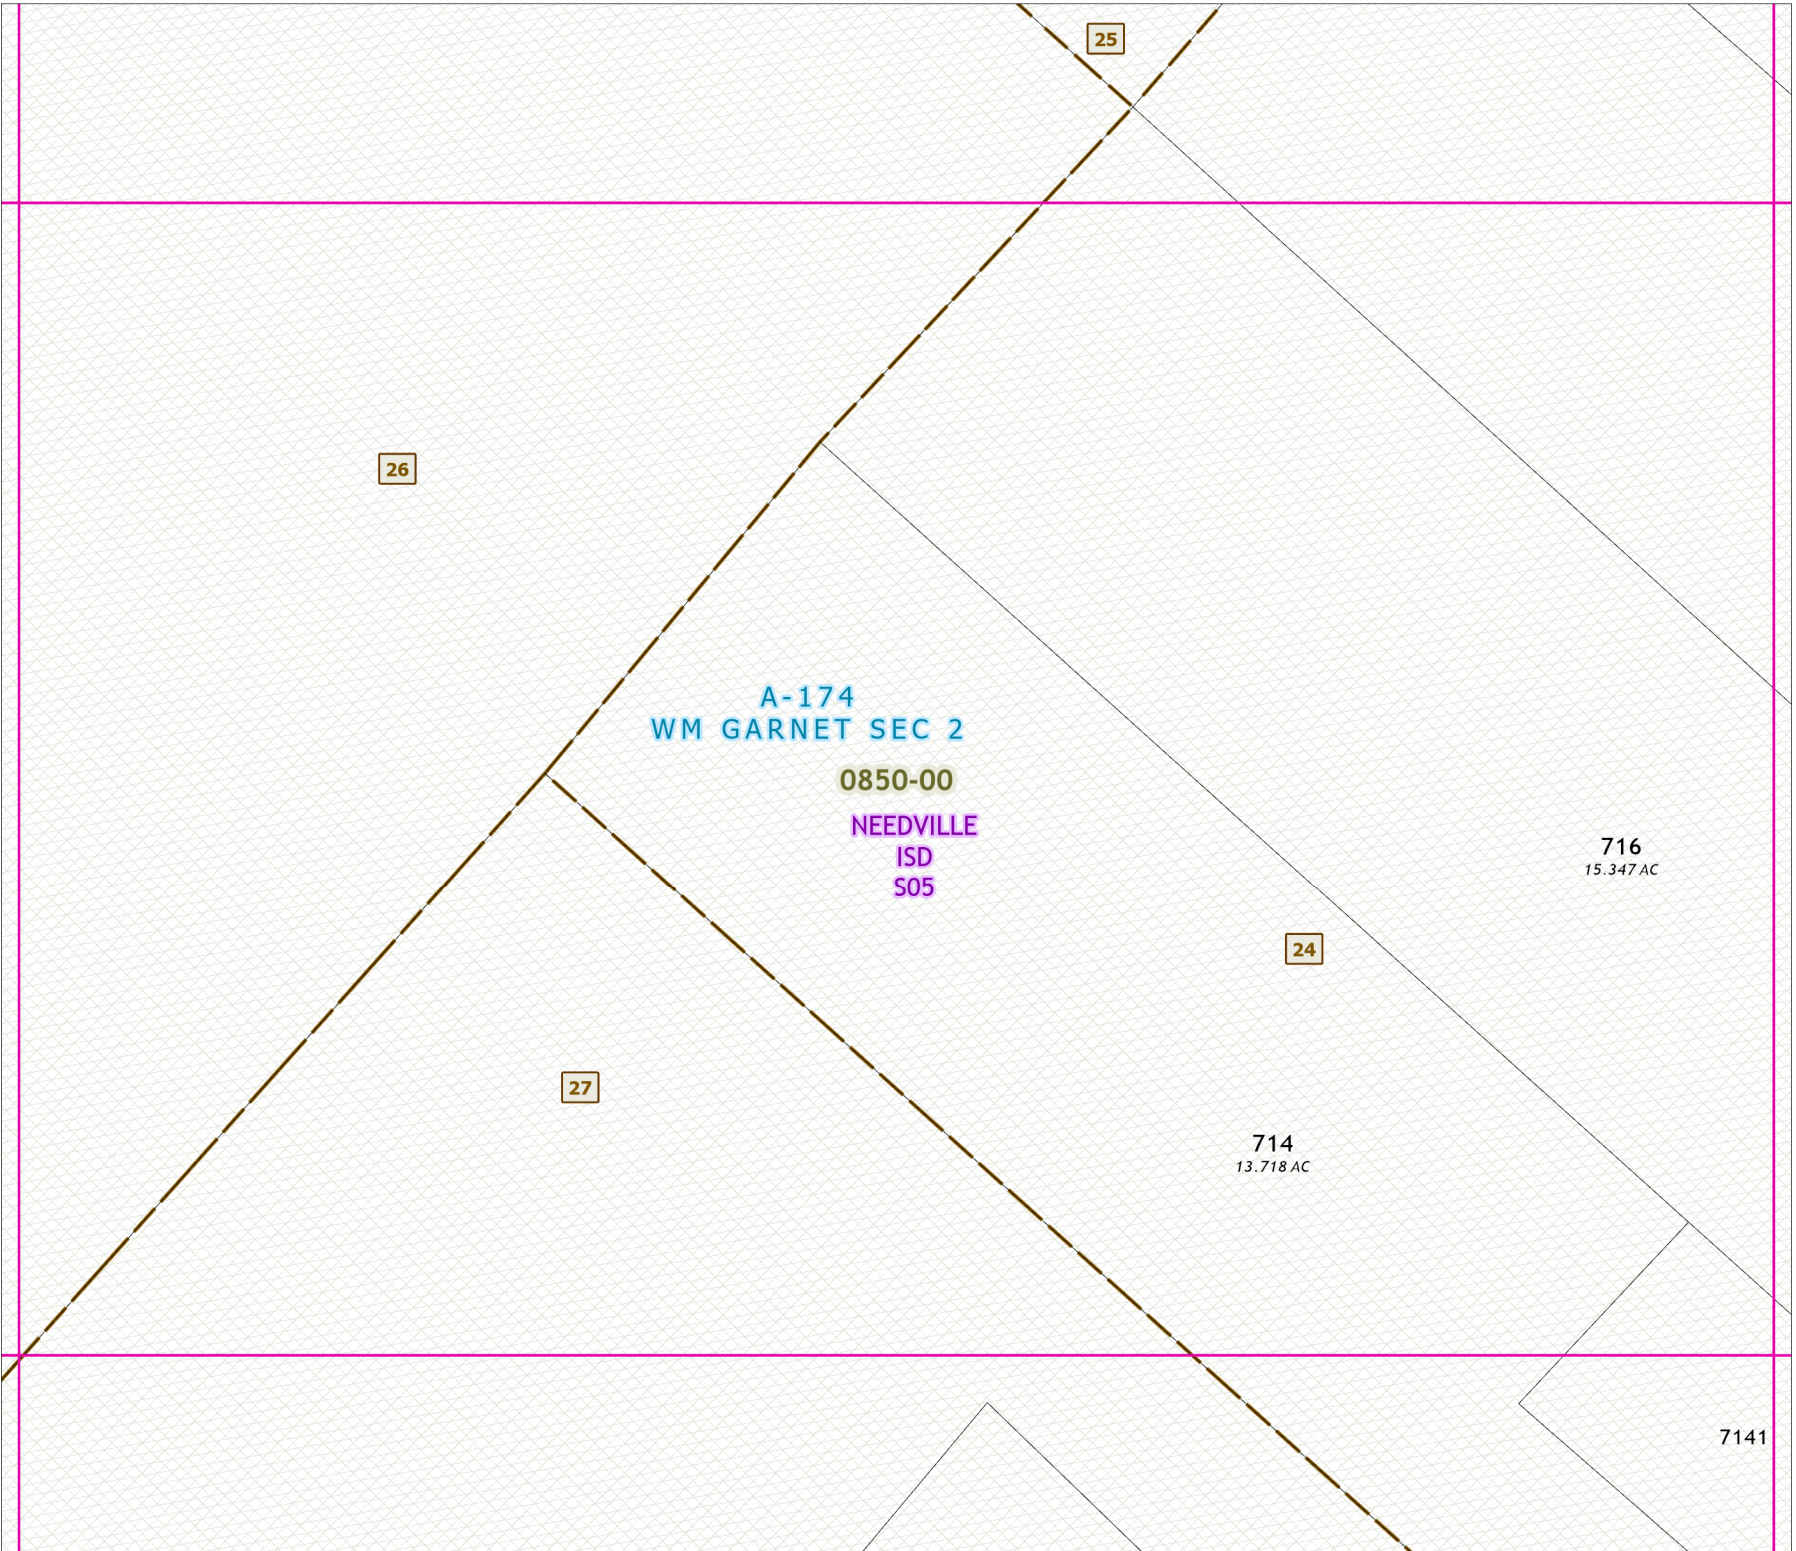 25
26
A-174
WM GARNET SEC 2
0850-00
NEEDVILLE
ISD
S05
716
15.347 AC
24
27
714
13.718 AC
7141